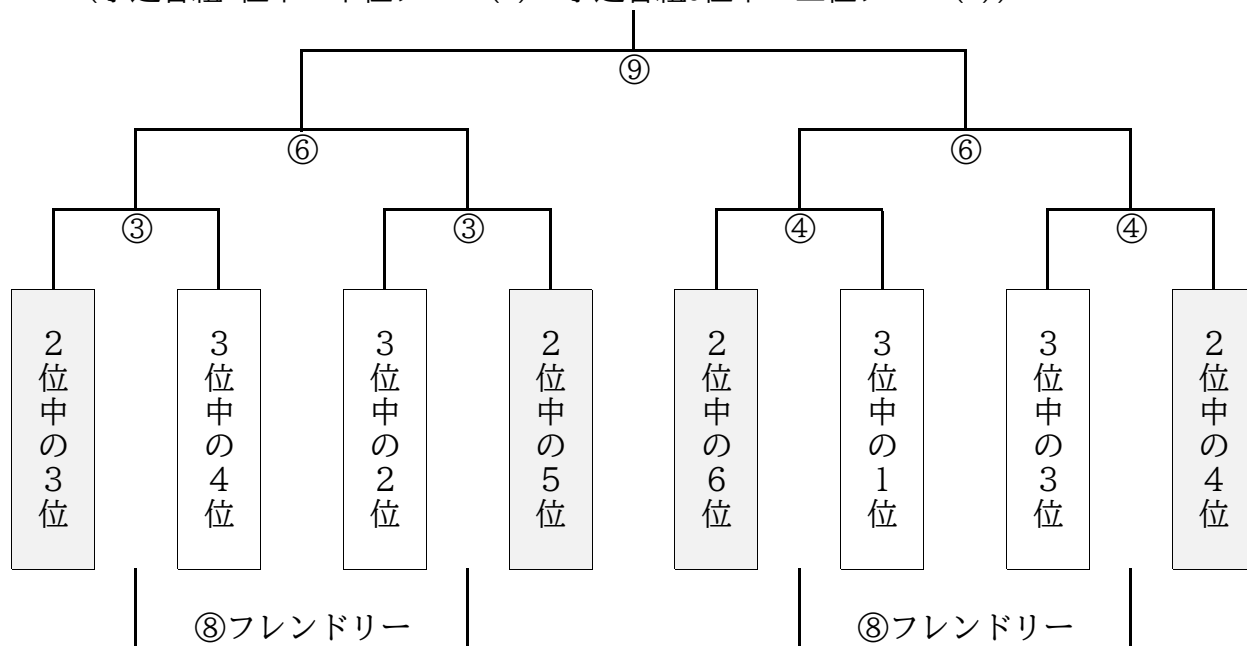 ⑨
⑥ ⑥
③ ③ ④ ④
2位中の3位
3位中の4位
3位中の2位
2位中の5位
2位中の6位
3位中の1位
3位中の3位
2位中の4位
⑧フレンドリー ⑧フレンドリー